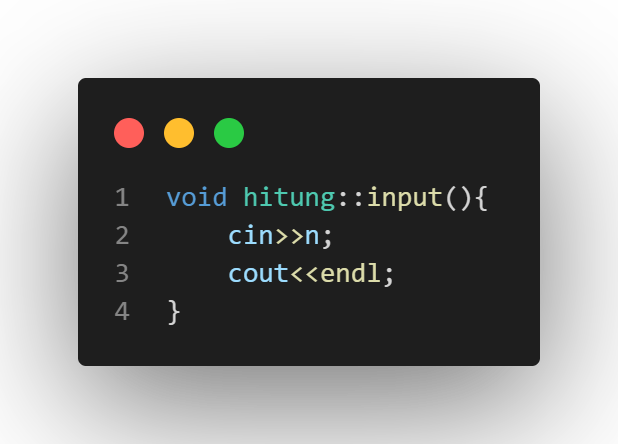 1 void hitung::input(){
2     cin>>n;
3     cout<<endl;
4 }